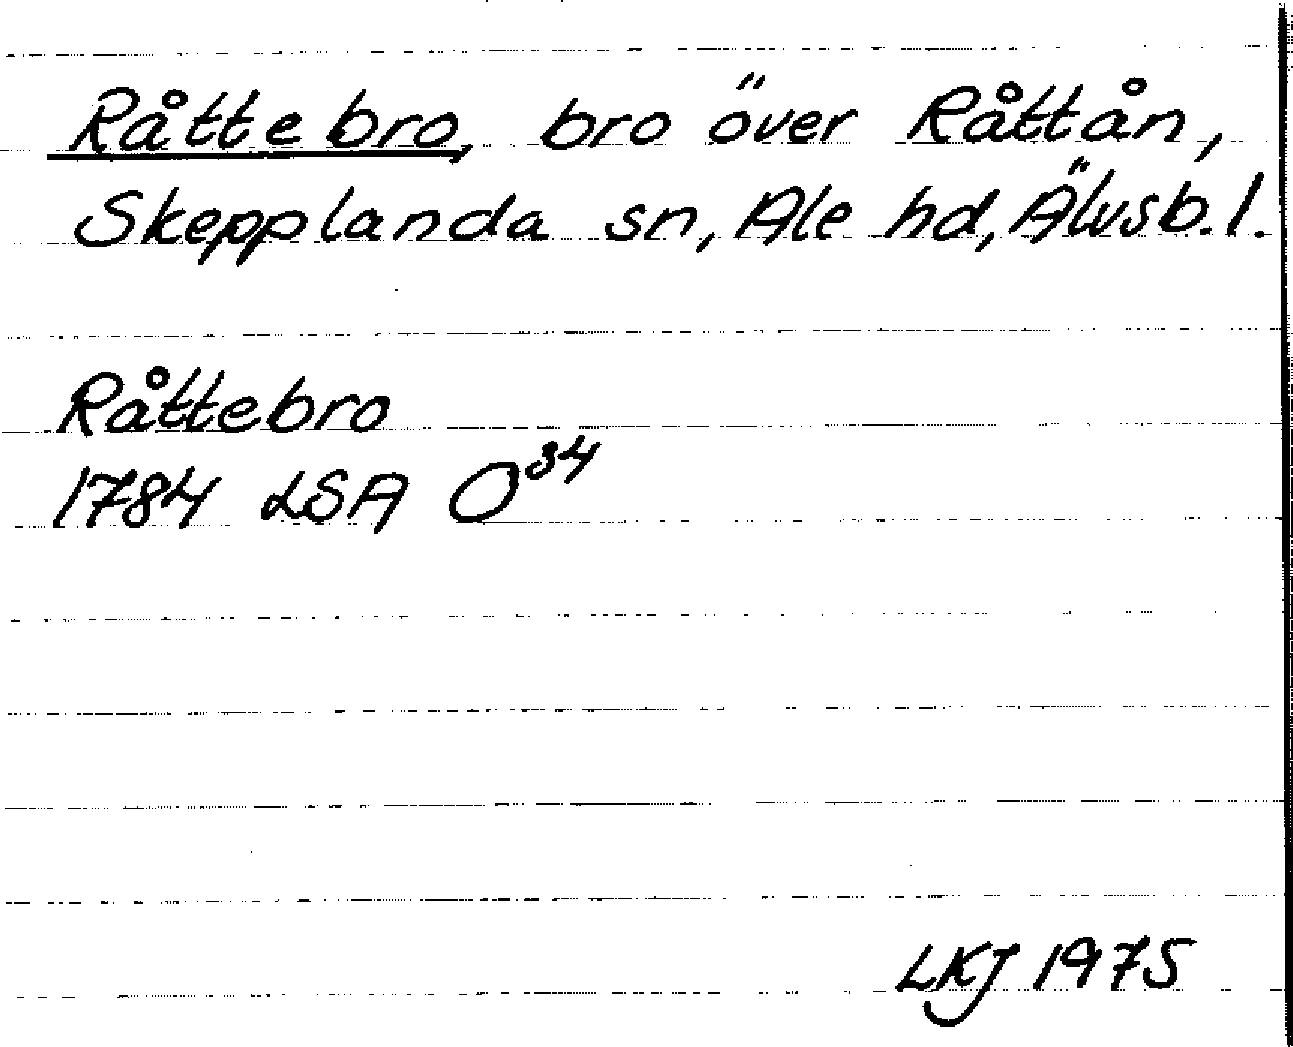 Råttebro, bro över Råttån,
Skepplanda sn, Ale hd, Älvsb. l.
Råttebro
1784 LSA O³⁴
LKJ 1975